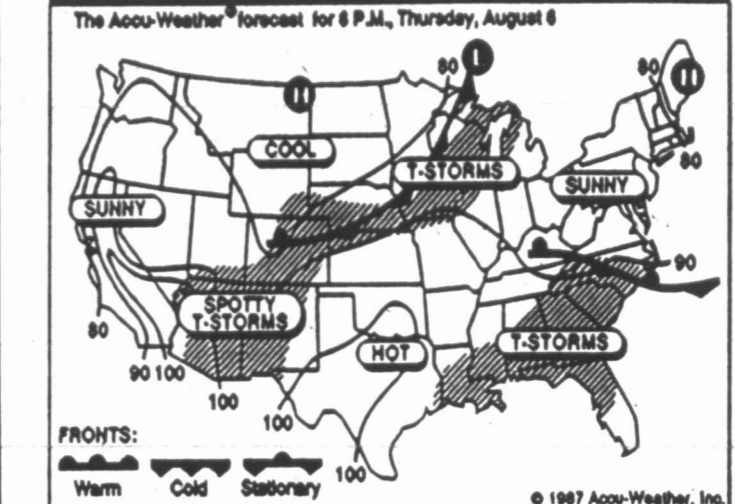 The Accu-Weather® forecast for 6 P.M., Thursday, August 6
80
80
COOL
T-STORMS
80
SUNNY
SUNNY
90
SPOTTY
T-STORMS
80
T-STORMS
HOT
90 100
100
100
FRONTS:
100
Warm Cold Stationary
© 1987 Accu-Weather, Inc.